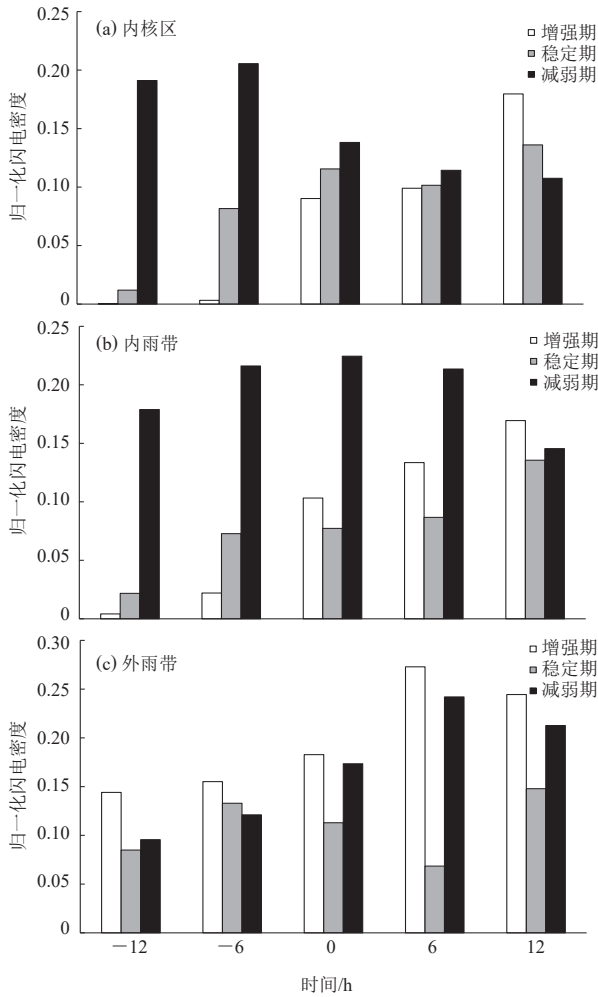 (a) 内核区
增强期
稳定期
减弱期
归一化闪电密度
0.25
0.20
0.15
0.10
0.05
0
(b) 内雨带
增强期
稳定期
减弱期
归一化闪电密度
0.25
0.20
0.15
0.10
0.05
0
(c) 外雨带
增强期
稳定期
减弱期
归一化闪电密度
0.30
0.25
0.20
0.15
0.10
0.05
0
－12 －6 0 6 12
时间/h